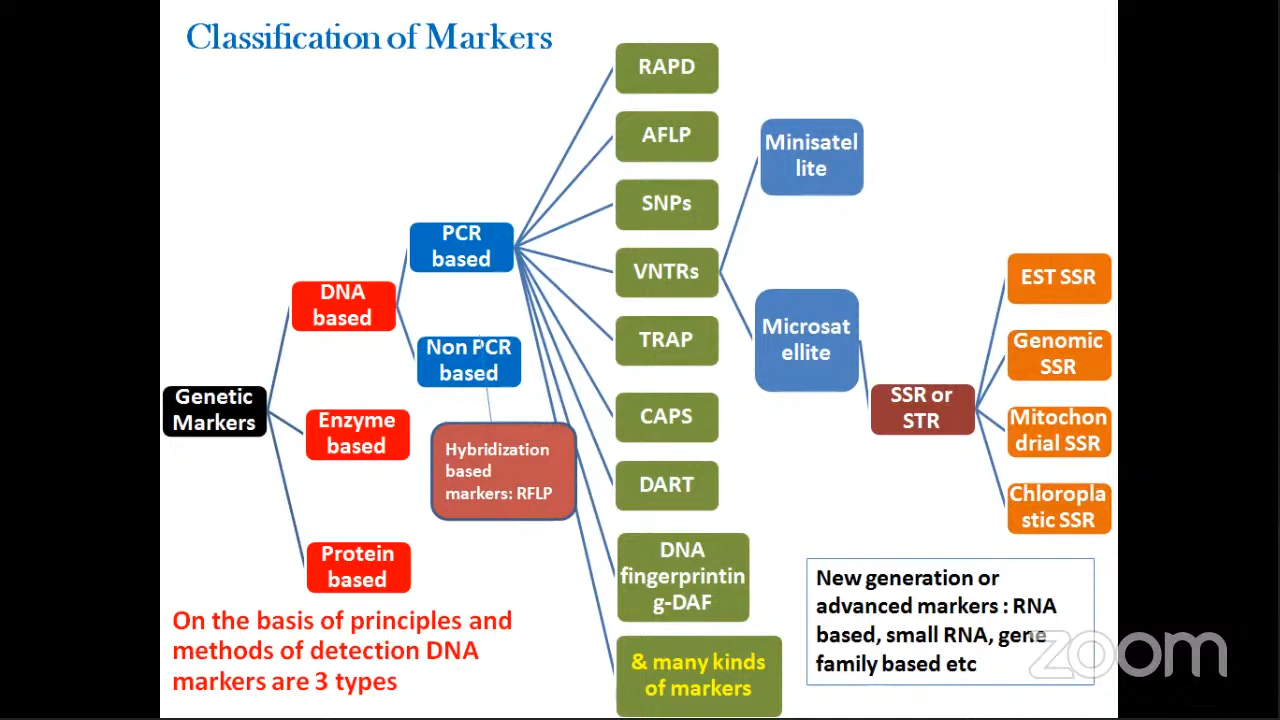 Classification of Markers
Genetic
Markers
DNA
based
Enzyme
based
Protein
based
PCR
based
Non PCR
based
Hybridization
based
markers: RFLP
RAPD
AFLP
SNPs
VNTRs
TRAP
CAPS
DART
DNA
fingerprintin
g-DAF
& many kinds
of markers
Minisatel
lite
Microsat
ellite
SSR or
STR
EST SSR
Genomic
SSR
Mitochon
drial SSR
Chloropla
stic SSR
On the basis of principles and
methods of detection DNA
markers are 3 types
New generation or
advanced markers : RNA
based, small RNA, gene
family based etc
zoom